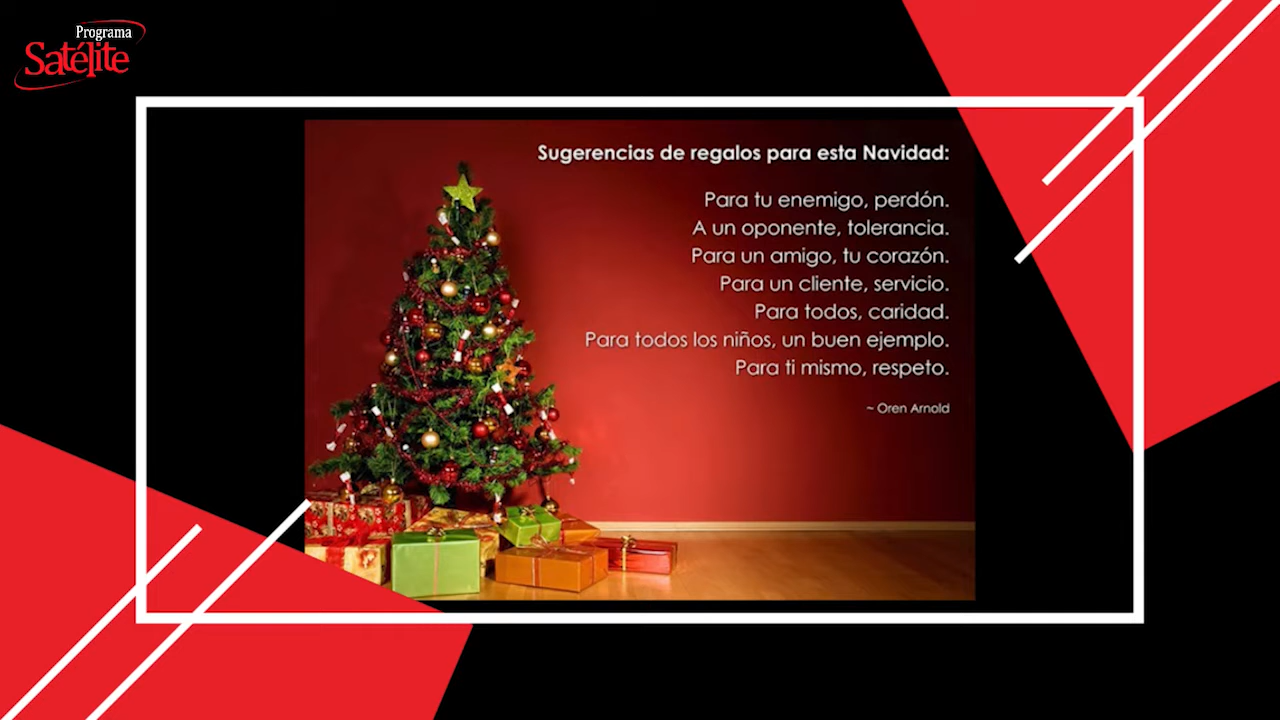 Programa
Satélite
Sugerencias de regalos para esta Navidad:
Para tu enemigo, perdón.
A un oponente, tolerancia.
Para un amigo, tu corazón.
Para un cliente, servicio.
Para todos, caridad.
Para todos los niños, un buen ejemplo.
Para ti mismo, respeto.
~ Oren Arnold